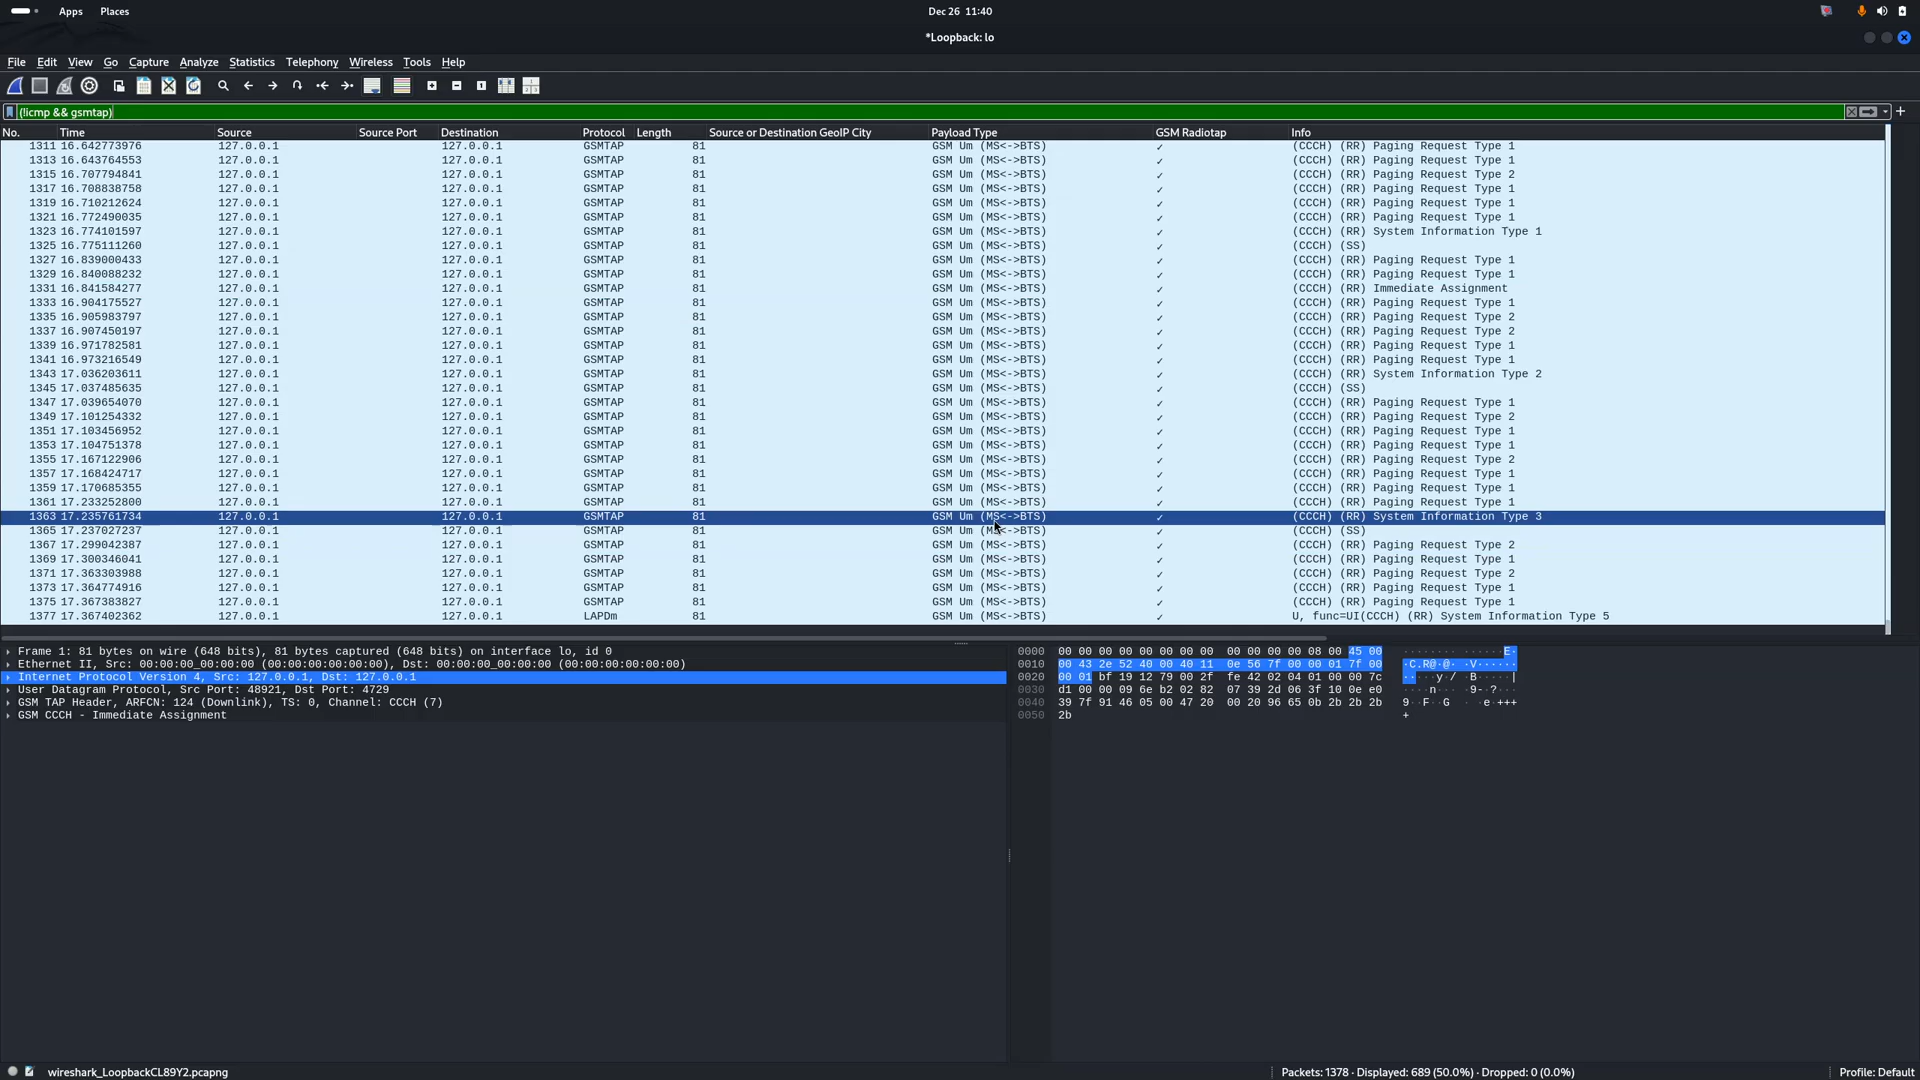 Apps Places Dec 26 11:40
*Loopback: lo
File Edit View Go Capture Analyze Statistics Telephony Wireless Tools Help
(!icmp && gsmtap)
No. Time Source Source Port Destination Protocol Length Source or Destination GeoIP City Payload Type GSM Radiotap Info
1311 16.642773976 127.0.0.1 127.0.0.1 GSMTAP 81 GSM Um (MS<->BTS) ✓ (CCCH) (RR) Paging Request Type 1
1313 16.643764553 127.0.0.1 127.0.0.1 GSMTAP 81 GSM Um (MS<->BTS) ✓ (CCCH) (RR) Paging Request Type 1
1315 16.707794841 127.0.0.1 127.0.0.1 GSMTAP 81 GSM Um (MS<->BTS) ✓ (CCCH) (RR) Paging Request Type 2
1317 16.708838758 127.0.0.1 127.0.0.1 GSMTAP 81 GSM Um (MS<->BTS) ✓ (CCCH) (RR) Paging Request Type 1
1319 16.710212624 127.0.0.1 127.0.0.1 GSMTAP 81 GSM Um (MS<->BTS) ✓ (CCCH) (RR) Paging Request Type 1
1321 16.772490035 127.0.0.1 127.0.0.1 GSMTAP 81 GSM Um (MS<->BTS) ✓ (CCCH) (RR) Paging Request Type 1
1323 16.774101597 127.0.0.1 127.0.0.1 GSMTAP 81 GSM Um (MS<->BTS) ✓ (CCCH) (RR) System Information Type 1
1325 16.775111260 127.0.0.1 127.0.0.1 GSMTAP 81 GSM Um (MS<->BTS) ✓ (CCCH) (SS)
1327 16.839000433 127.0.0.1 127.0.0.1 GSMTAP 81 GSM Um (MS<->BTS) ✓ (CCCH) (RR) Paging Request Type 1
1329 16.840088232 127.0.0.1 127.0.0.1 GSMTAP 81 GSM Um (MS<->BTS) ✓ (CCCH) (RR) Paging Request Type 1
1331 16.841584277 127.0.0.1 127.0.0.1 GSMTAP 81 GSM Um (MS<->BTS) ✓ (CCCH) (RR) Immediate Assignment
1333 16.904175527 127.0.0.1 127.0.0.1 GSMTAP 81 GSM Um (MS<->BTS) ✓ (CCCH) (RR) Paging Request Type 1
1335 16.905983797 127.0.0.1 127.0.0.1 GSMTAP 81 GSM Um (MS<->BTS) ✓ (CCCH) (RR) Paging Request Type 2
1337 16.907450197 127.0.0.1 127.0.0.1 GSMTAP 81 GSM Um (MS<->BTS) ✓ (CCCH) (RR) Paging Request Type 2
1339 16.971782581 127.0.0.1 127.0.0.1 GSMTAP 81 GSM Um (MS<->BTS) ✓ (CCCH) (RR) Paging Request Type 1
1341 16.973216549 127.0.0.1 127.0.0.1 GSMTAP 81 GSM Um (MS<->BTS) ✓ (CCCH) (RR) Paging Request Type 1
1343 17.036203611 127.0.0.1 127.0.0.1 GSMTAP 81 GSM Um (MS<->BTS) ✓ (CCCH) (RR) System Information Type 2
1345 17.037485635 127.0.0.1 127.0.0.1 GSMTAP 81 GSM Um (MS<->BTS) ✓ (CCCH) (SS)
1347 17.039654070 127.0.0.1 127.0.0.1 GSMTAP 81 GSM Um (MS<->BTS) ✓ (CCCH) (RR) Paging Request Type 1
1349 17.101254332 127.0.0.1 127.0.0.1 GSMTAP 81 GSM Um (MS<->BTS) ✓ (CCCH) (RR) Paging Request Type 2
1351 17.103456952 127.0.0.1 127.0.0.1 GSMTAP 81 GSM Um (MS<->BTS) ✓ (CCCH) (RR) Paging Request Type 1
1353 17.104751378 127.0.0.1 127.0.0.1 GSMTAP 81 GSM Um (MS<->BTS) ✓ (CCCH) (RR) Paging Request Type 1
1355 17.167122906 127.0.0.1 127.0.0.1 GSMTAP 81 GSM Um (MS<->BTS) ✓ (CCCH) (RR) Paging Request Type 2
1357 17.168424717 127.0.0.1 127.0.0.1 GSMTAP 81 GSM Um (MS<->BTS) ✓ (CCCH) (RR) Paging Request Type 1
1359 17.170685355 127.0.0.1 127.0.0.1 GSMTAP 81 GSM Um (MS<->BTS) ✓ (CCCH) (RR) Paging Request Type 1
1361 17.233252800 127.0.0.1 127.0.0.1 GSMTAP 81 GSM Um (MS<->BTS) ✓ (CCCH) (RR) Paging Request Type 1
1363 17.235761734 127.0.0.1 127.0.0.1 GSMTAP 81 GSM Um (MS<->BTS) ✓ (CCCH) (RR) System Information Type 3
1365 17.237027237 127.0.0.1 127.0.0.1 GSMTAP 81 GSM Um (MS<->BTS) ✓ (CCCH) (SS)
1367 17.299042387 127.0.0.1 127.0.0.1 GSMTAP 81 GSM Um (MS<->BTS) ✓ (CCCH) (RR) Paging Request Type 2
1369 17.300346041 127.0.0.1 127.0.0.1 GSMTAP 81 GSM Um (MS<->BTS) ✓ (CCCH) (RR) Paging Request Type 1
1371 17.363303988 127.0.0.1 127.0.0.1 GSMTAP 81 GSM Um (MS<->BTS) ✓ (CCCH) (RR) Paging Request Type 2
1373 17.364774916 127.0.0.1 127.0.0.1 GSMTAP 81 GSM Um (MS<->BTS) ✓ (CCCH) (RR) Paging Request Type 1
1375 17.367383827 127.0.0.1 127.0.0.1 GSMTAP 81 GSM Um (MS<->BTS) ✓ (CCCH) (RR) Paging Request Type 1
1377 17.367402362 127.0.0.1 127.0.0.1 LAPDm 81 GSM Um (MS<->BTS) ✓ U, func=UI(CCCH) (RR) System Information Type 5
Frame 1: 81 bytes on wire (648 bits), 81 bytes captured (648 bits) on interface lo, id 0
Ethernet II, Src: 00:00:00_00:00:00 (00:00:00:00:00:00), Dst: 00:00:00_00:00:00 (00:00:00:00:00:00)
Internet Protocol Version 4, Src: 127.0.0.1, Dst: 127.0.0.1
User Datagram Protocol, Src Port: 48921, Dst Port: 4729
GSM TAP Header, ARFCN: 124 (Downlink), TS: 0, Channel: CCCH (7)
GSM CCCH - Immediate Assignment
0000 00 00 00 00 00 00 00 00 00 00 00 00 08 00 45 00 ··············E·
0010 00 43 2e 52 40 00 40 11 0e 56 7f 00 00 01 7f 00 ·C.R@·@··V······
0020 00 01 bf 19 12 79 00 2f fe 42 02 04 01 00 00 7c ·····y·/·B·····|
0030 d1 00 00 09 6e b2 02 82 07 39 2d 06 3f 10 0e e0 ····n····9-·?···
0040 39 7f 91 46 05 00 47 20 00 20 96 65 0b 2b 2b 2b 9··F··G · ·e·+++
0050 2b +
wireshark_LoopbackCL89Y2.pcapng Packets: 1378 · Displayed: 689 (50.0%) · Dropped: 0 (0.0%) Profile: Default